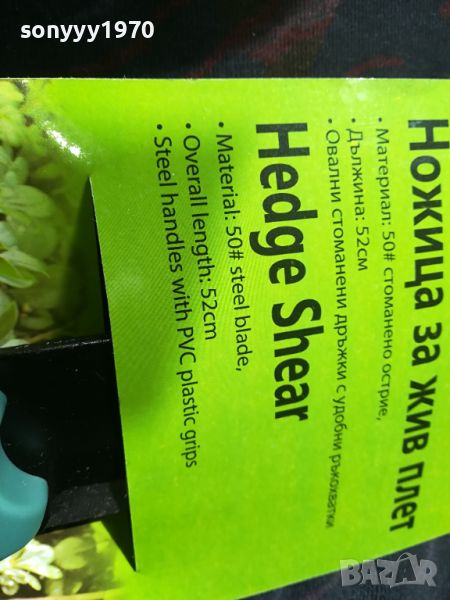 sonyyy1970
Ножица за жив плет
• Материал: 50# стоманено острие,
• Дължина: 52см
• Овални стоманени дръжки с удобни ръкохватки
Hedge Shear
• Material: 50# steel blade,
• Overall length: 52cm
• Steel handles with PVC plastic grips
BAZAR